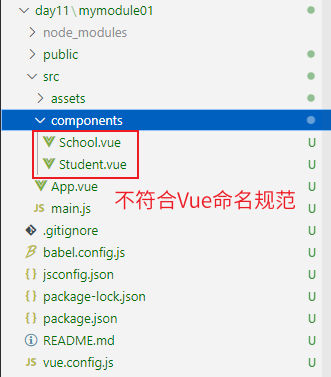 day11\mymodule01
node_modules
public
src
assets
components
School.vue U
Student.vue U
App.vue U
不符合Vue命名规范
JS main.js U
.gitignore U
babel.config.js U
jsconfig.json U
package-lock.json U
package.json U
README.md U
JS vue.config.js U